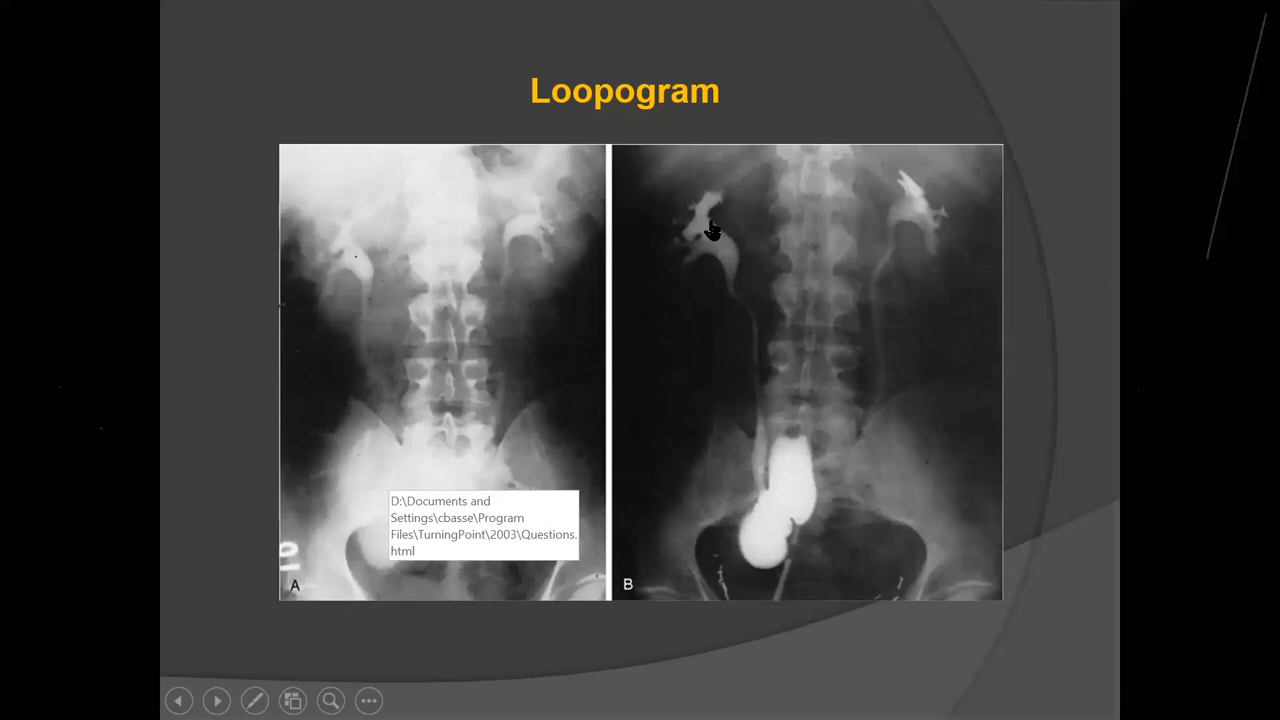 Loopogram
D:\Documents and
Settings\cbasse\Program
Files\TurningPoint\2003\Questions.
html
A
B